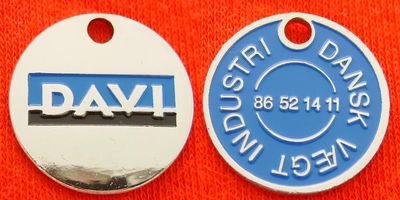 DAVI
DANSK VÆGT INDUSTRI
86 52 14 11